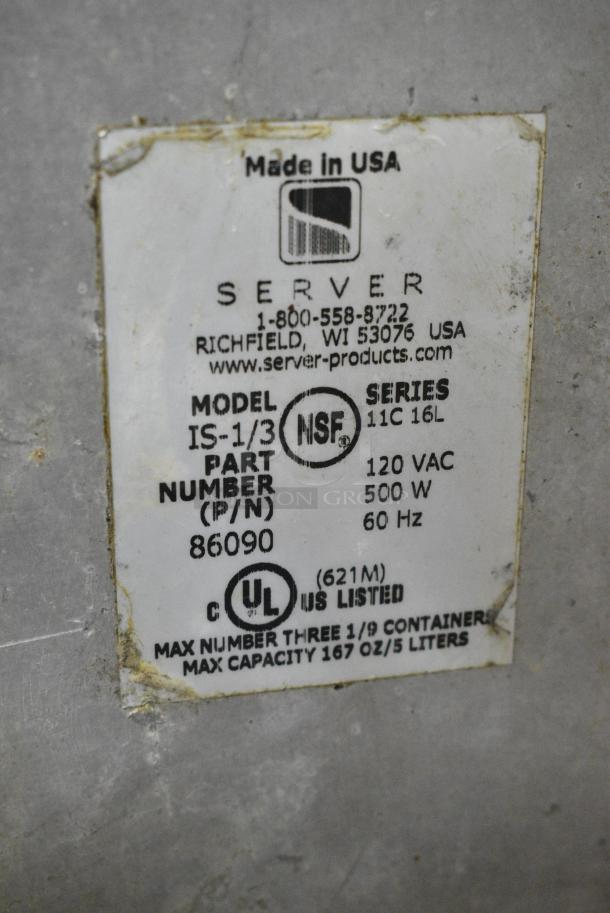 Made in USA
SERVER
1-800-558-8722
RICHFIELD, WI 53076 USA
www.server-products.com
MODEL
IS-1/3
PART
NUMBER
(P/N)
86090
NSF®
SERIES
11C 16L
120 VAC
500 W
60 Hz
C UL US LISTED
(621M)
MAX NUMBER THREE 1/9 CONTAINERS
MAX CAPACITY 167 OZ/5 LITERS